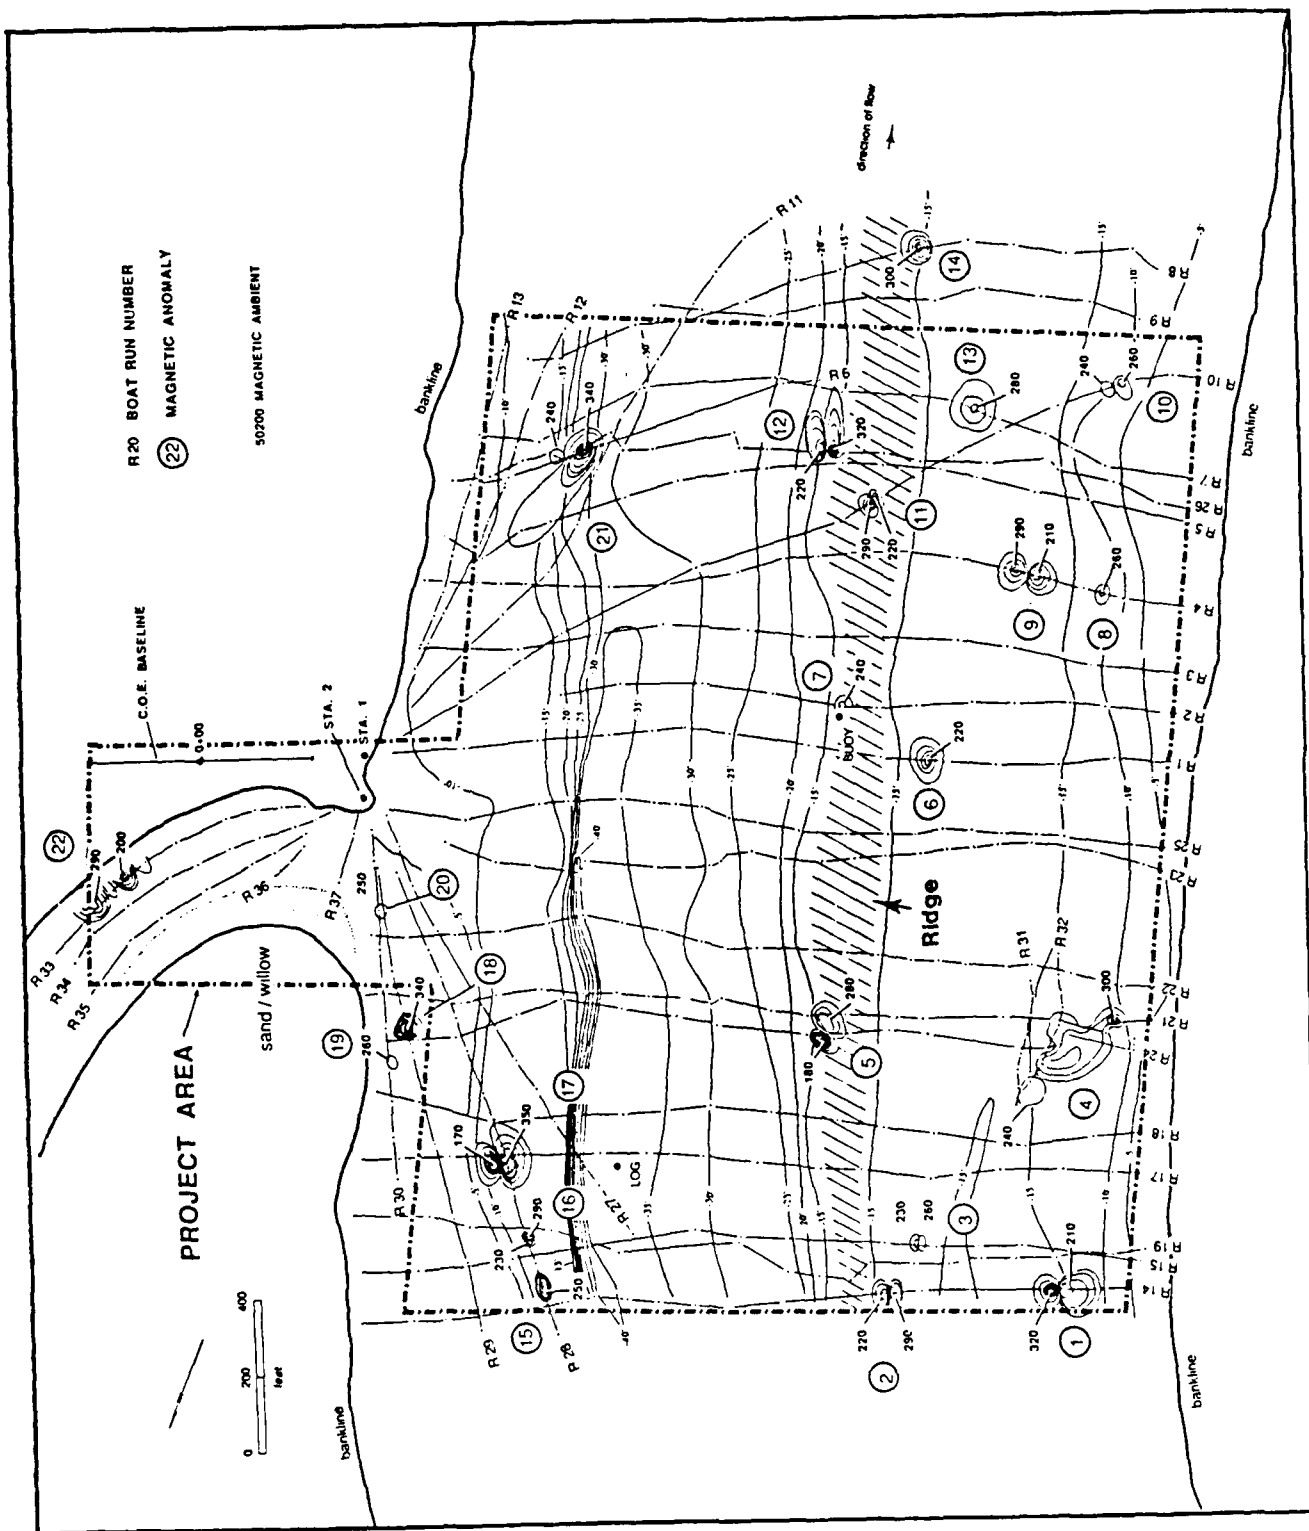 R20 BOAT RUN NUMBER
22 MAGNETIC ANOMALY
50200 MAGNETIC AMBIENT
PROJECT AREA
0 200 400
feet
sand / willow
C.O.E. BASELINE
0+00
STA. 2
STA. 1
bankline
bankline
bankline
bankline
direction of flow
Ridge
BUOY
LOG
R 33
R 34
R 35
R 36
R 37
R 30
R 29
R 28
R 27
R 13
R 12
R 11
R 6
R 31
R 32
R 14
R 15
R 19
R 17
R 18
R 21
R 22
R 23
R 25
R 1
R 2
R 3
R 4
R 5
R 26
R 7
R 10
R 9
R 8
1
320
210
2
220
290
3
230
260
4
240
300
5
180
280
6
220
7
240
8
260
9
290
210
10
240
260
11
290
220
12
220
320
13
280
14
300
15
250
230
290
16
17
170
350
18
340
19
260
20
250
21
240
340
22
290
200